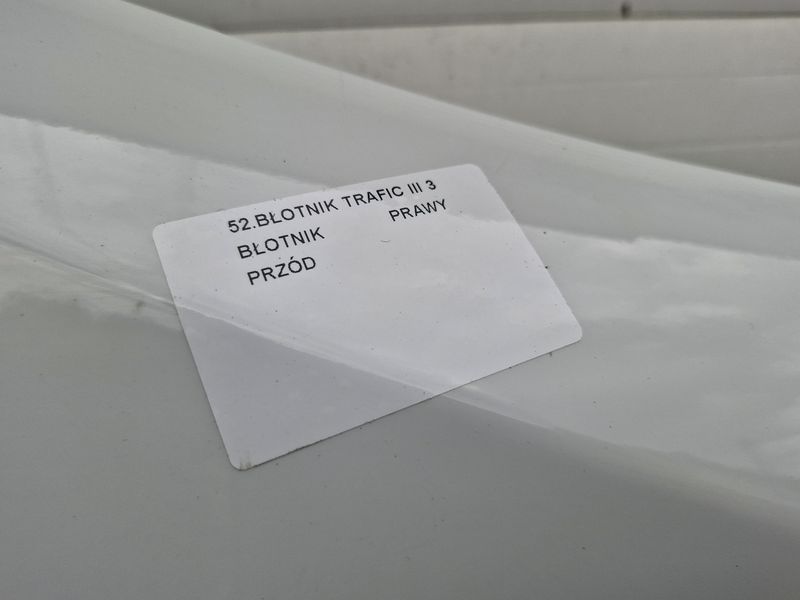 52.BŁOTNIK TRAFIC III 3
BŁOTNIK PRAWY
PRZÓD